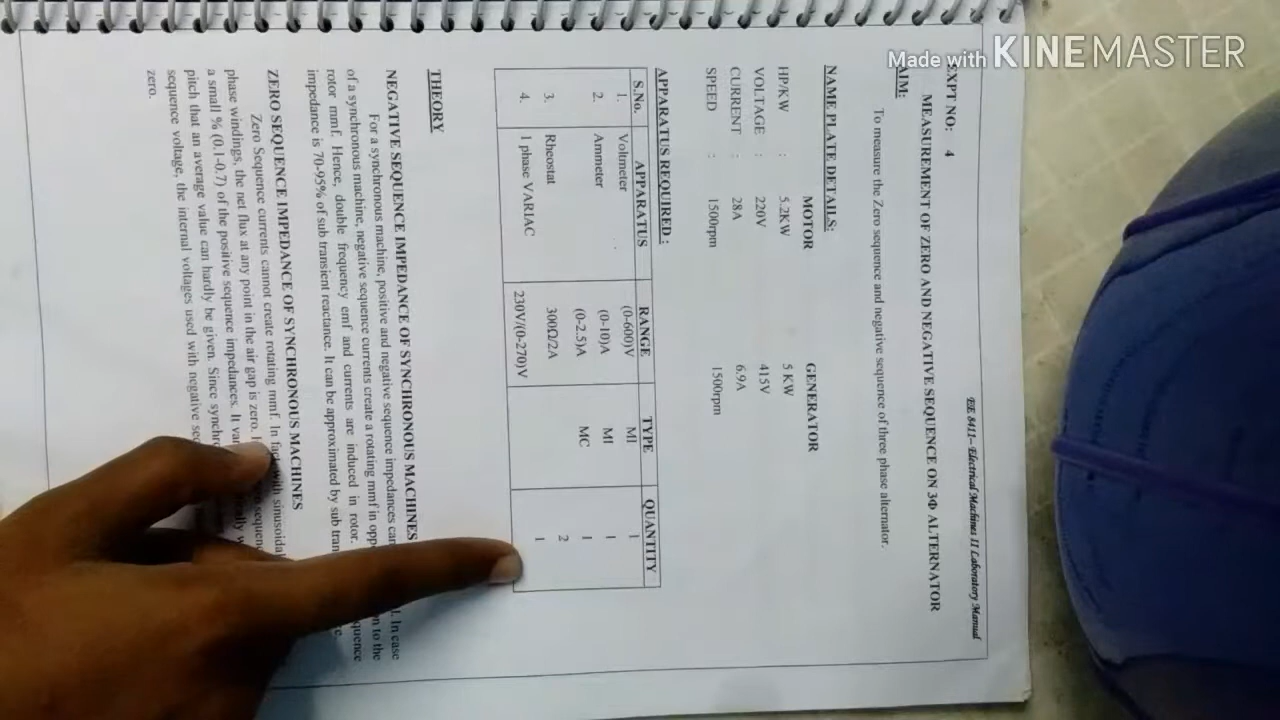 Made with KINEMASTER
EE 8411– Electrical Machines II Laboratory Manual
EXPT NO: 4
MEASUREMENT OF ZERO AND NEGATIVE SEQUENCE ON 3Φ ALTERNATOR
AIM:
To measure the Zero sequence and negative sequence of three phase alternator.
NAME PLATE DETAILS:
MOTOR GENERATOR
HP/KW : 5.2KW 5 KW
VOLTAGE : 220V 415V
CURRENT : 28A 6.9A
SPEED : 1500rpm 1500rpm
APPARATUS REQUIRED :
S.No. APPARATUS RANGE TYPE QUANTITY
1. Voltmeter (0-600)V MI 1
2. Ammeter (0-10)A MI 1
(0-2.5)A MC 1
3. Rheostat 300Ω/2A 2
4. 1 phase VARIAC 230V/(0-270)V 1
THEORY
NEGATIVE SEQUENCE IMPEDANCE OF SYNCHRONOUS MACHINES
For a synchronous machine, positive and negative sequence impedances In case
of a synchronous machine, negative sequence currents create a rotating mmf in to the
rotor mmf. Hence, double frequency emf and currents are induced in rotor.
impedance is 70-95% of sub transient reactance. It can be approximated by sub
ZERO SEQUENCE IMPEDANCE OF SYNCHRONOUS MACHINES
Zero Sequence currents cannot create rotating mmf. In with sinusoidal
phase windings, the net flux at any point in the air gap is zero.
a small % (0.1-0.7) of the positive sequence impedances. It
pitch that an average value can hardly be given. Since
sequence voltage, the internal voltages used with negative
zero.